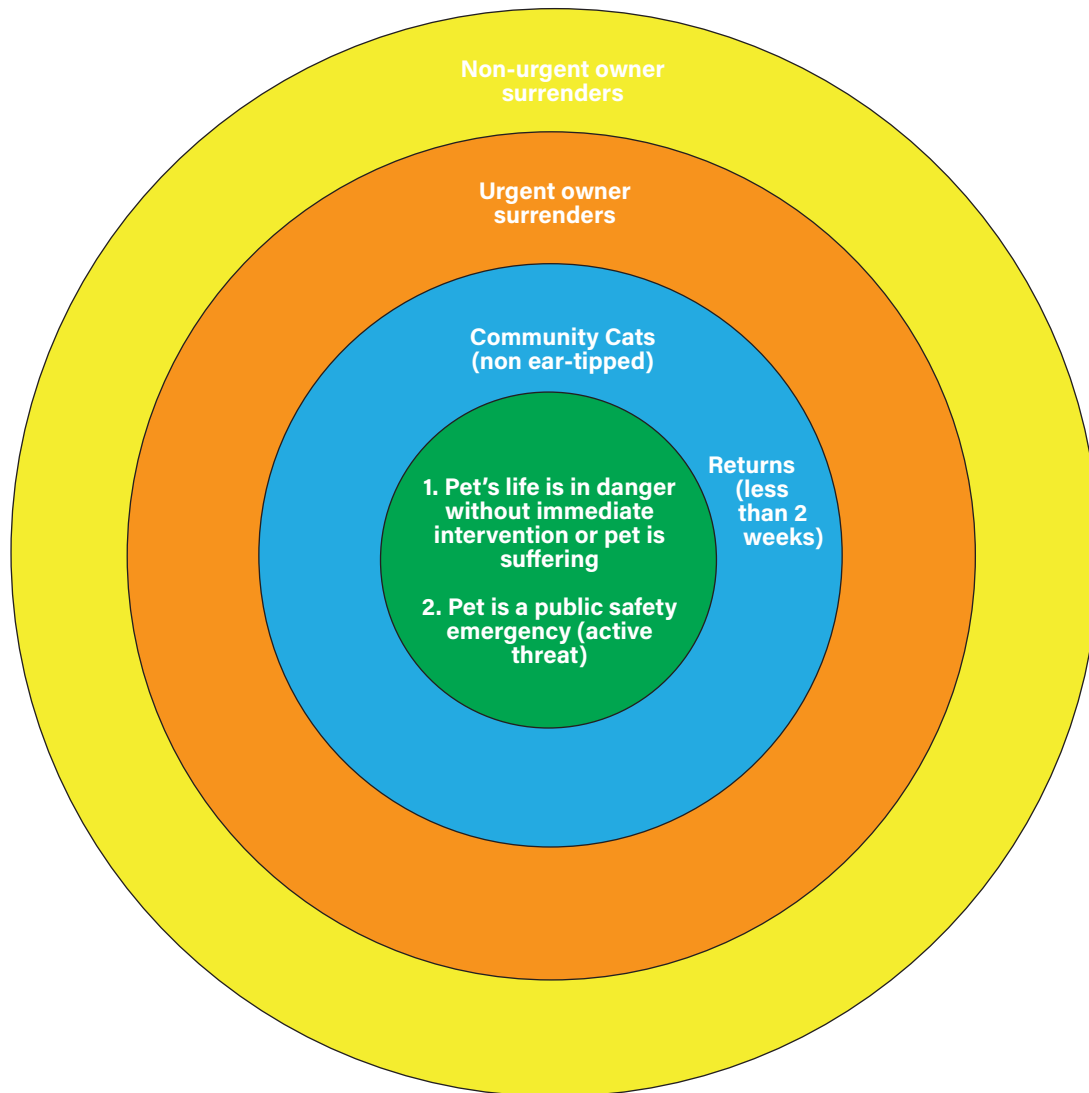 Non-urgent owner
surrenders
Urgent owner
surrenders
Community Cats
(non ear-tipped)
Returns
(less
than 2
weeks)
1. Pet’s life is in danger
without immediate
intervention or pet is
suffering
2. Pet is a public safety
emergency (active
threat)